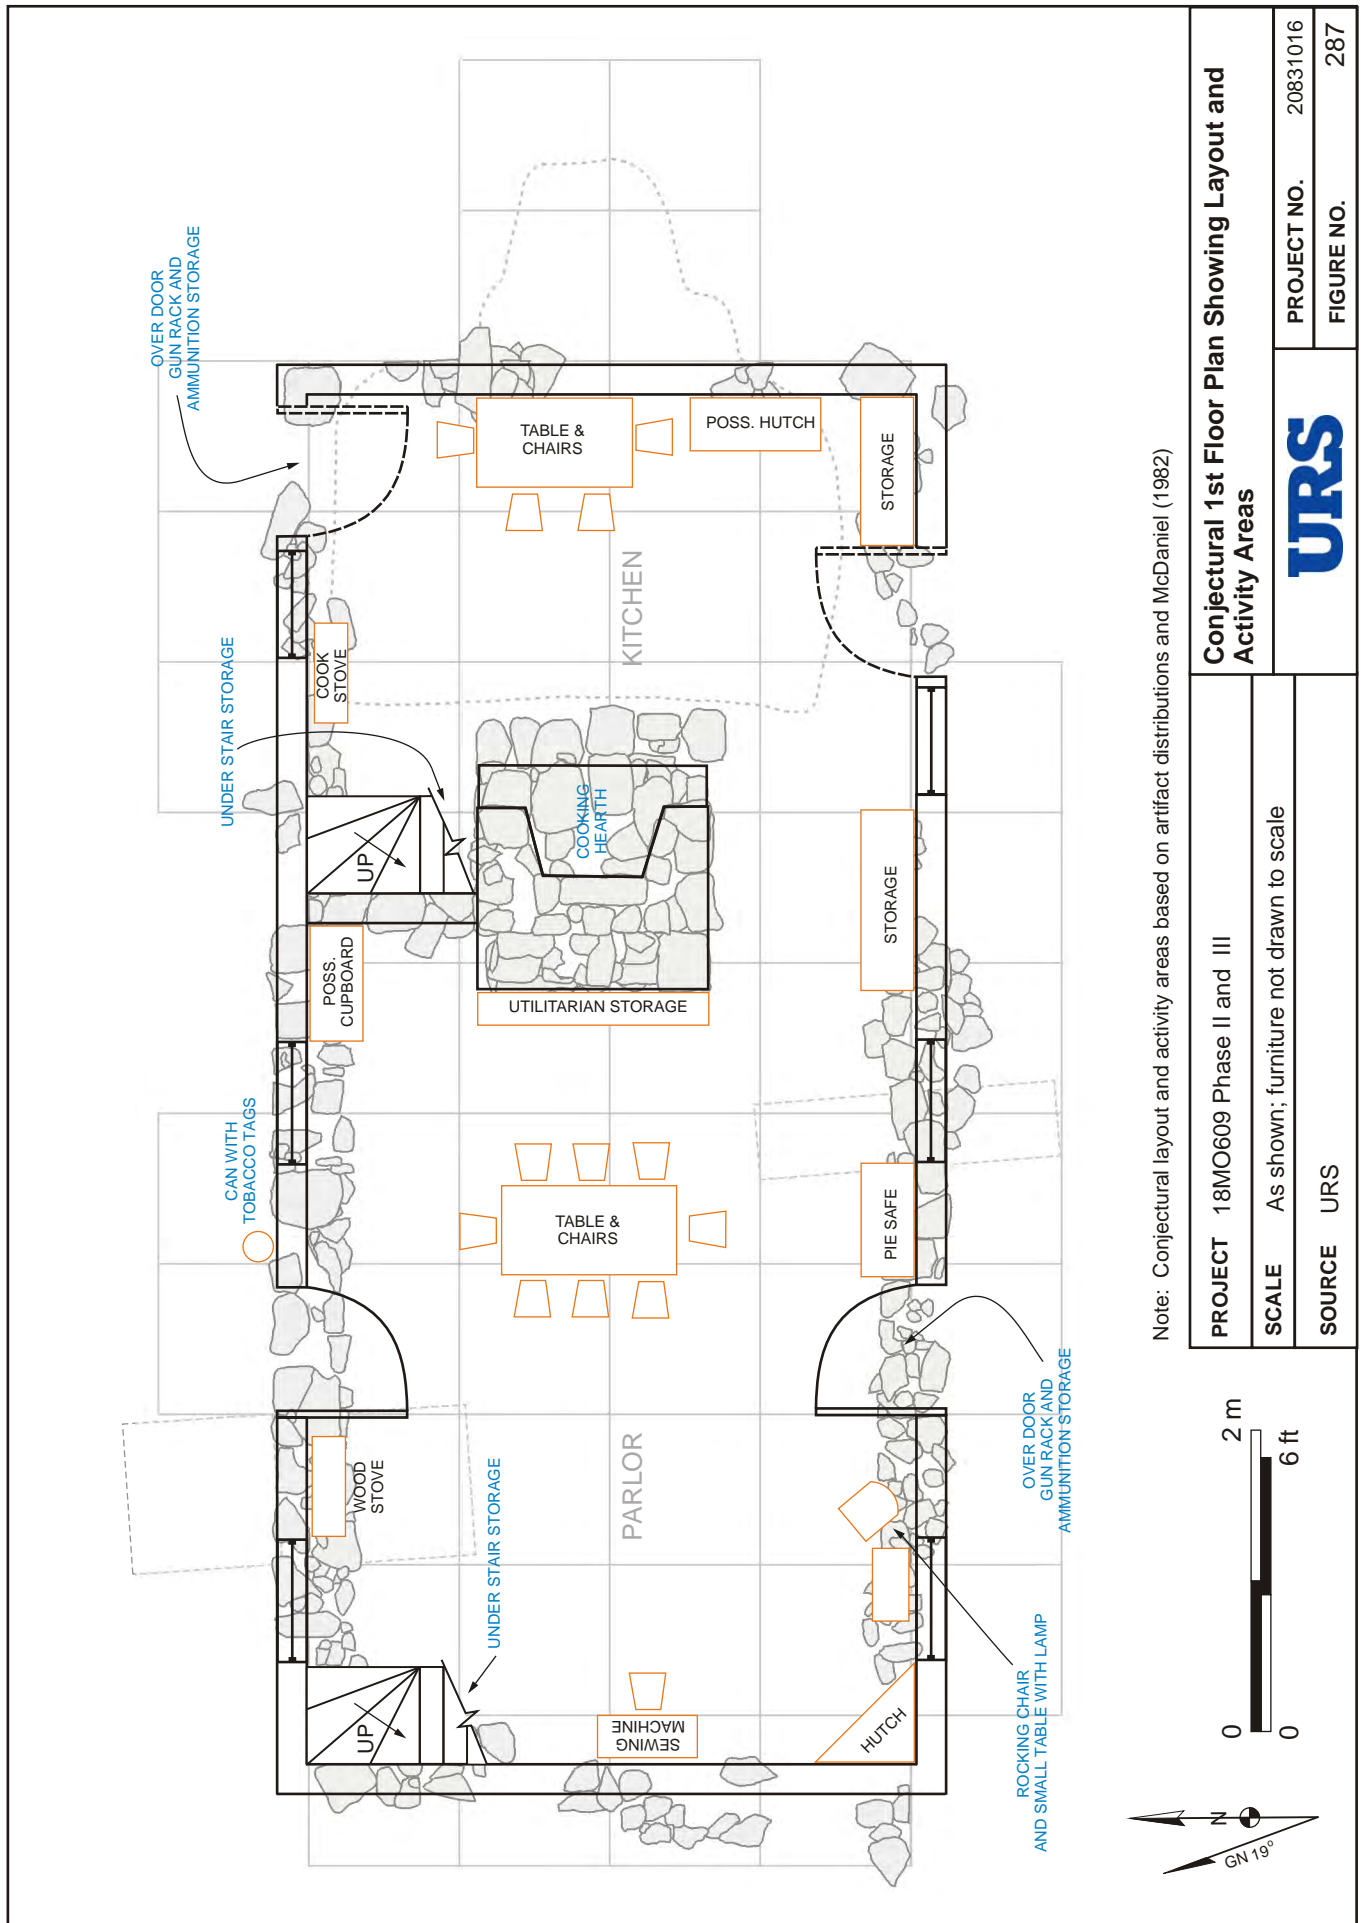 OVER DOOR
GUN RACK AND
AMMUNITION STORAGE
TABLE &
CHAIRS
POSS. HUTCH
STORAGE
KITCHEN
COOK
STOVE
UNDER STAIR STORAGE
UP
COOKING
HEARTH
STORAGE
POSS.
CUPBOARD
UTILITARIAN STORAGE
CAN WITH
TOBACCO TAGS
TABLE &
CHAIRS
PIE SAFE
WOOD
STOVE
PARLOR
OVER DOOR
GUN RACK AND
AMMUNITION STORAGE
UNDER STAIR STORAGE
UP
SEWING
MACHINE
HUTCH
ROCKING CHAIR
AND SMALL TABLE WITH LAMP
N
GN 19°
0
2 m
0
6 ft
Note: Conjectural layout and activity areas based on artifact distributions and McDaniel (1982)
PROJECT 18MO609 Phase II and III
SCALE As shown; furniture not drawn to scale
SOURCE URS
Conjectural 1st Floor Plan Showing Layout and
Activity Areas
URS
PROJECT NO. 20831016
FIGURE NO. 287